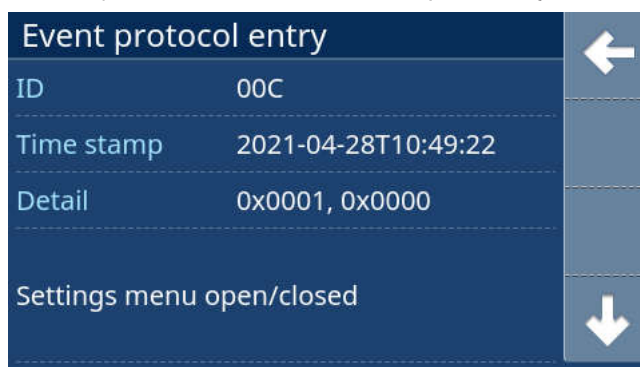 Event protocol entry
ID 00C
Time stamp 2021-04-28T10:49:22
Detail 0x0001, 0x0000
Settings menu open/closed